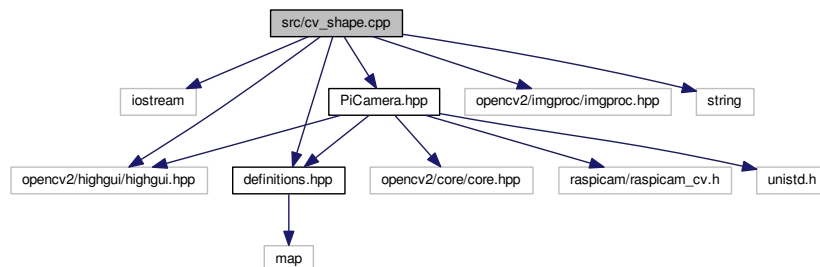 src/cv_shape.cpp
iostream
PiCamera.hpp
opencv2/imgproc/imgproc.hpp
string
opencv2/highgui/highgui.hpp
definitions.hpp
opencv2/core/core.hpp
raspicam/raspicam_cv.h
unistd.h
map